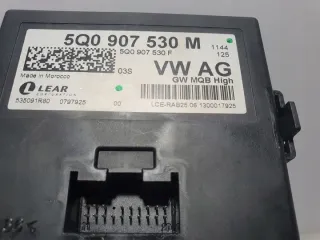 5Q0 907 530 M
1144
5Q0 907 530 F
125
Made in Morocco
03S
VW AG
GW MQB High
LEAR
CORPORATION
535091R80 0797925 00
LCE-RAB25.06 1300017925